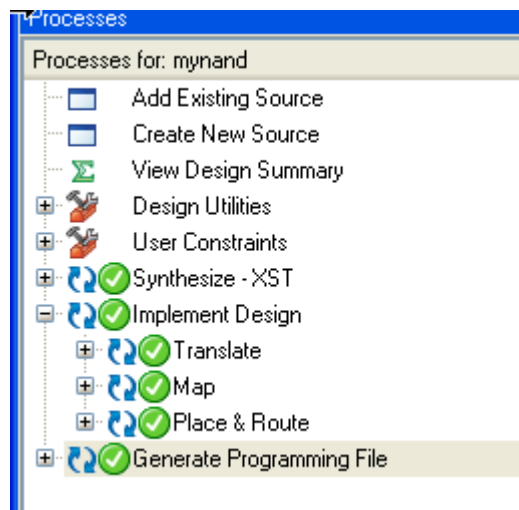 Processes
Processes for: mynand
Add Existing Source
Create New Source
View Design Summary
Design Utilities
User Constraints
Synthesize - XST
Implement Design
Translate
Map
Place & Route
Generate Programming File